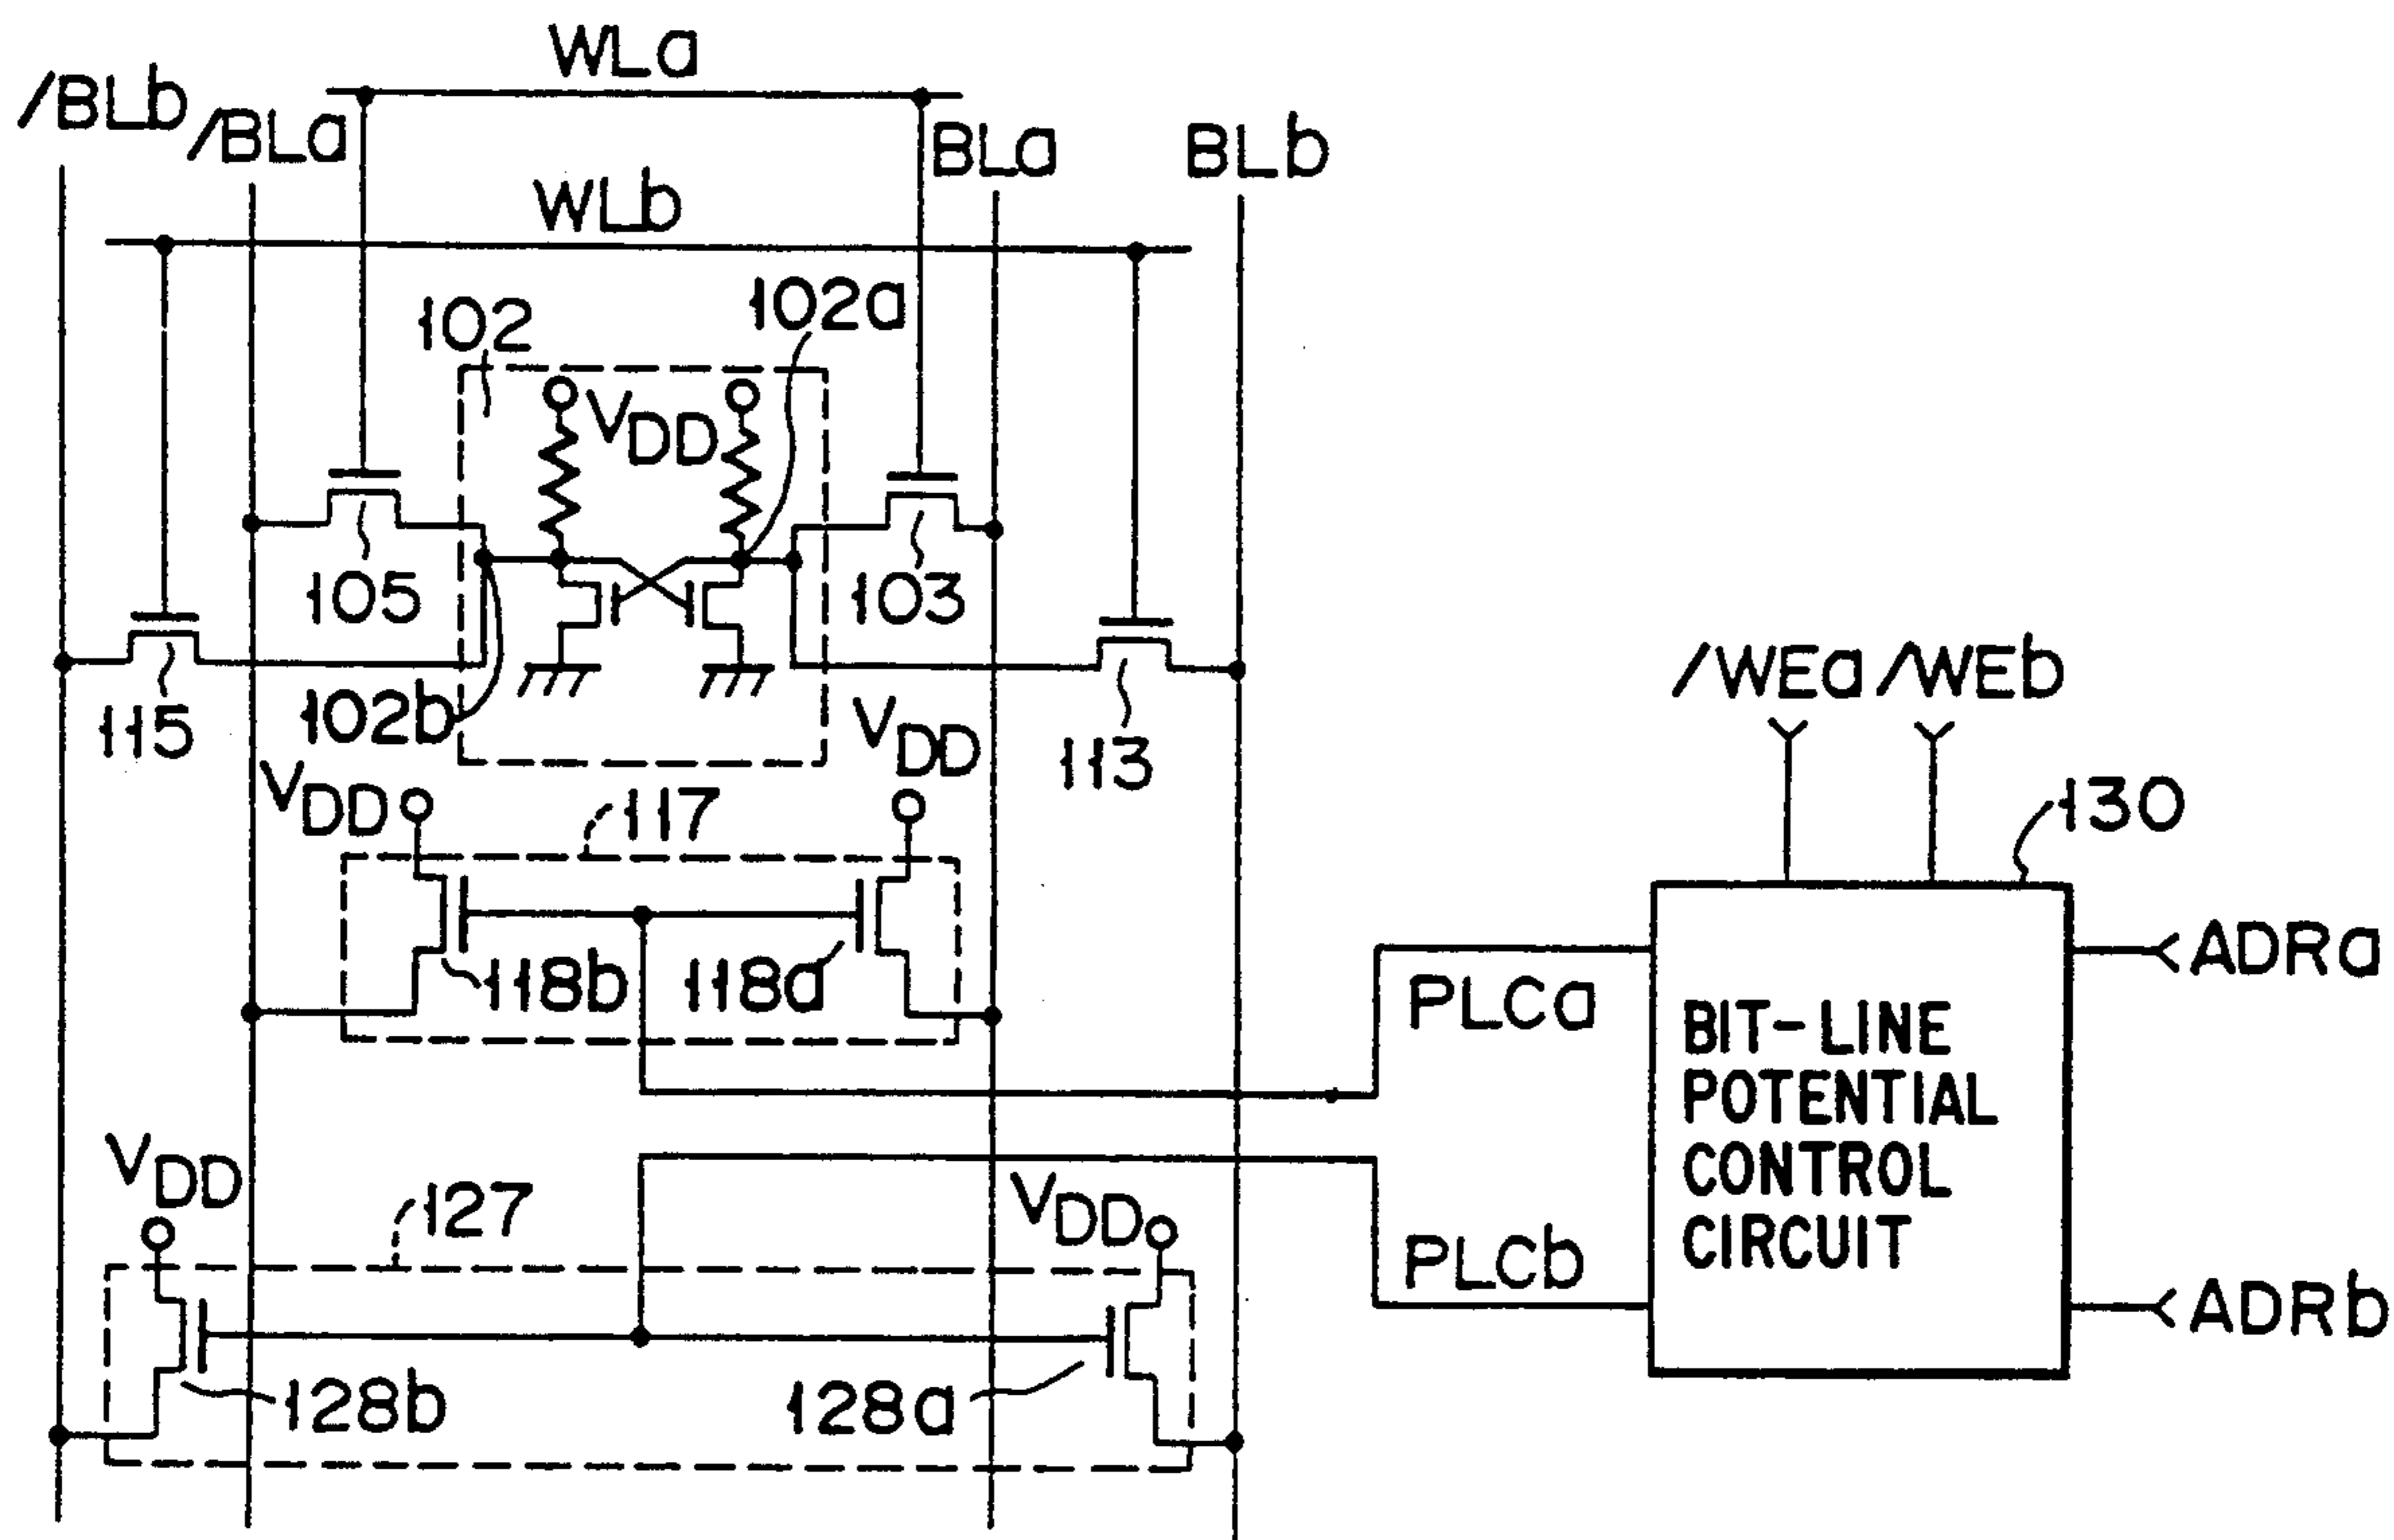 WLa
/BLb
/BLa
BLa
BLb
WLb
102
102a
VDD
105
103
115
102b
VDD
113
/WEa /WEb
VDD
117
130
118b
118a
PLCa
ADRa
BIT-LINE
POTENTIAL
CONTROL
CIRCUIT
VDD
127
VDD
PLCb
ADRb
128b
128a